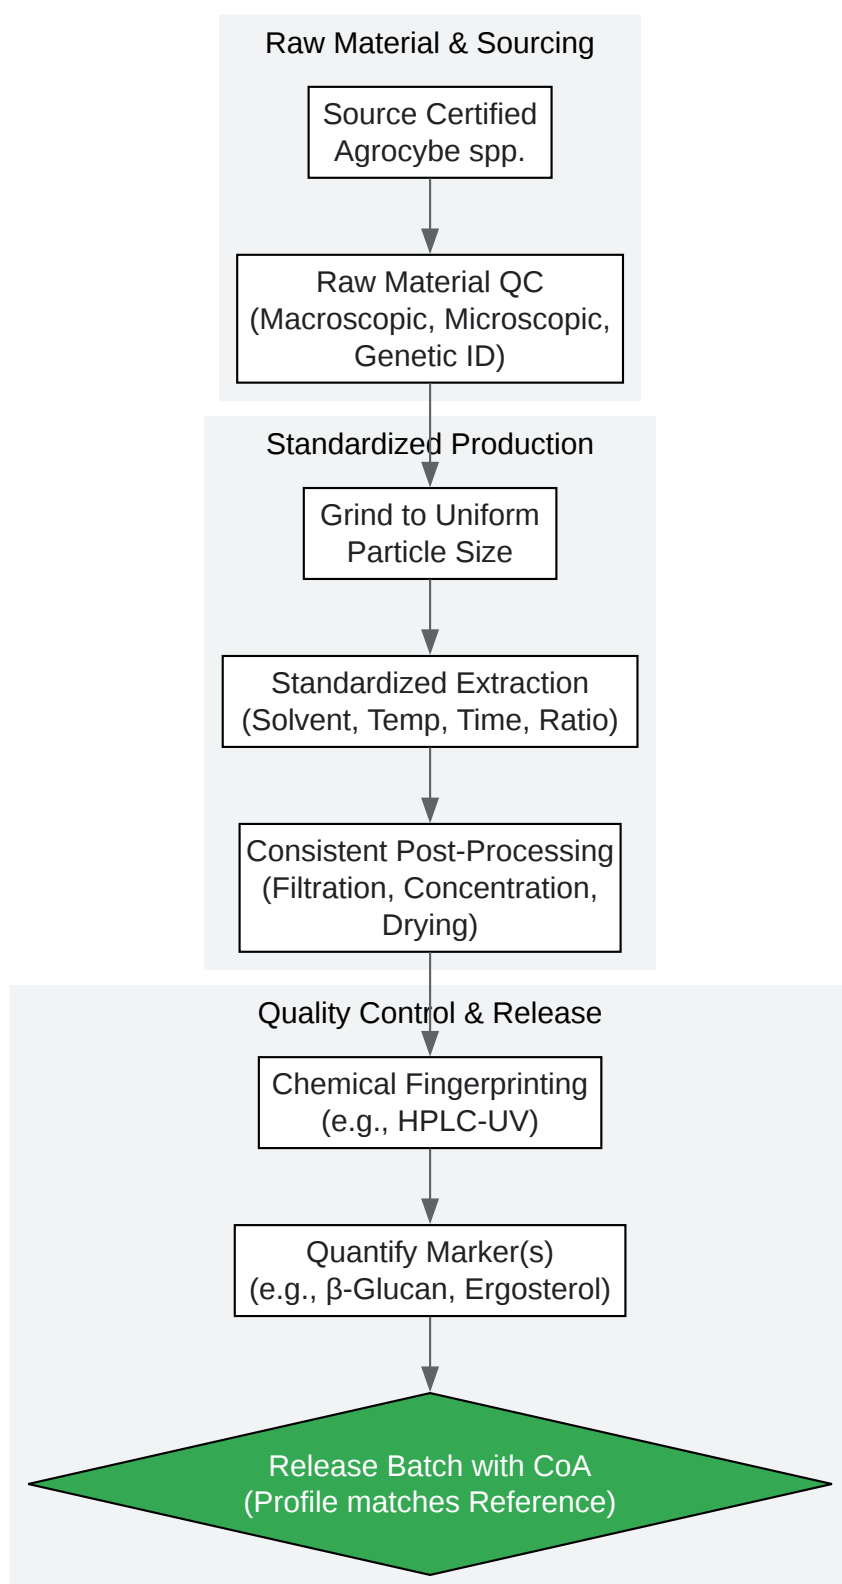 Raw Material & Sourcing
Source Certified
Agrocybe spp.
Raw Material QC
(Macroscopic, Microscopic,
Genetic ID)
Standardized Production
Grind to Uniform
Particle Size
Standardized Extraction
(Solvent, Temp, Time, Ratio)
Consistent Post-Processing
(Filtration, Concentration,
Drying)
Quality Control & Release
Chemical Fingerprinting
(e.g., HPLC-UV)
Quantify Marker(s)
(e.g., β-Glucan, Ergosterol)
Release Batch with CoA
(Profile matches Reference)